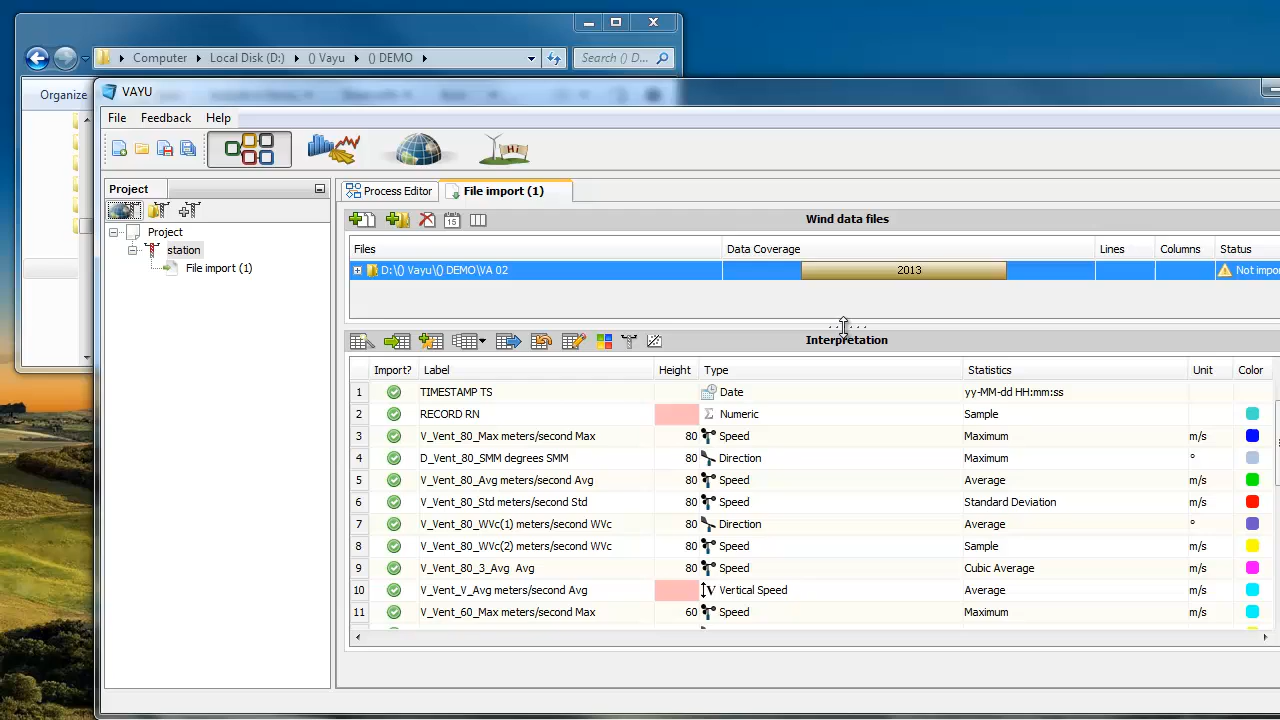 Computer Local Disk (D:) () Vayu () DEMO Search () D...
Organize
VAYU
File Feedback Help
Hi
Project
Project
station
File import (1)
Process Editor File import (1)
15 Wind data files
Files Data Coverage Lines Columns Status
D:\() Vayu\() DEMO\VA 02 2013 Not impo
Interpretation
Import? Label Height Type Statistics Unit Color
1 TIMESTAMP TS Date yy-MM-dd HH:mm:ss
2 RECORD RN Σ Numeric Sample
3 V_Vent_80_Max meters/second Max 80 Speed Maximum m/s
4 D_Vent_80_SMM degrees SMM 80 Direction Maximum °
5 V_Vent_80_Avg meters/second Avg 80 Speed Average m/s
6 V_Vent_80_Std meters/second Std 80 Speed Standard Deviation m/s
7 V_Vent_80_WVc(1) meters/second WVc 80 Direction Average °
8 V_Vent_80_WVc(2) meters/second WVc 80 Speed Sample m/s
9 V_Vent_80_3_Avg Avg 80 Speed Cubic Average m/s
10 V_Vent_V_Avg meters/second Avg V Vertical Speed Average m/s
11 V_Vent_60_Max meters/second Max 60 Speed Maximum m/s